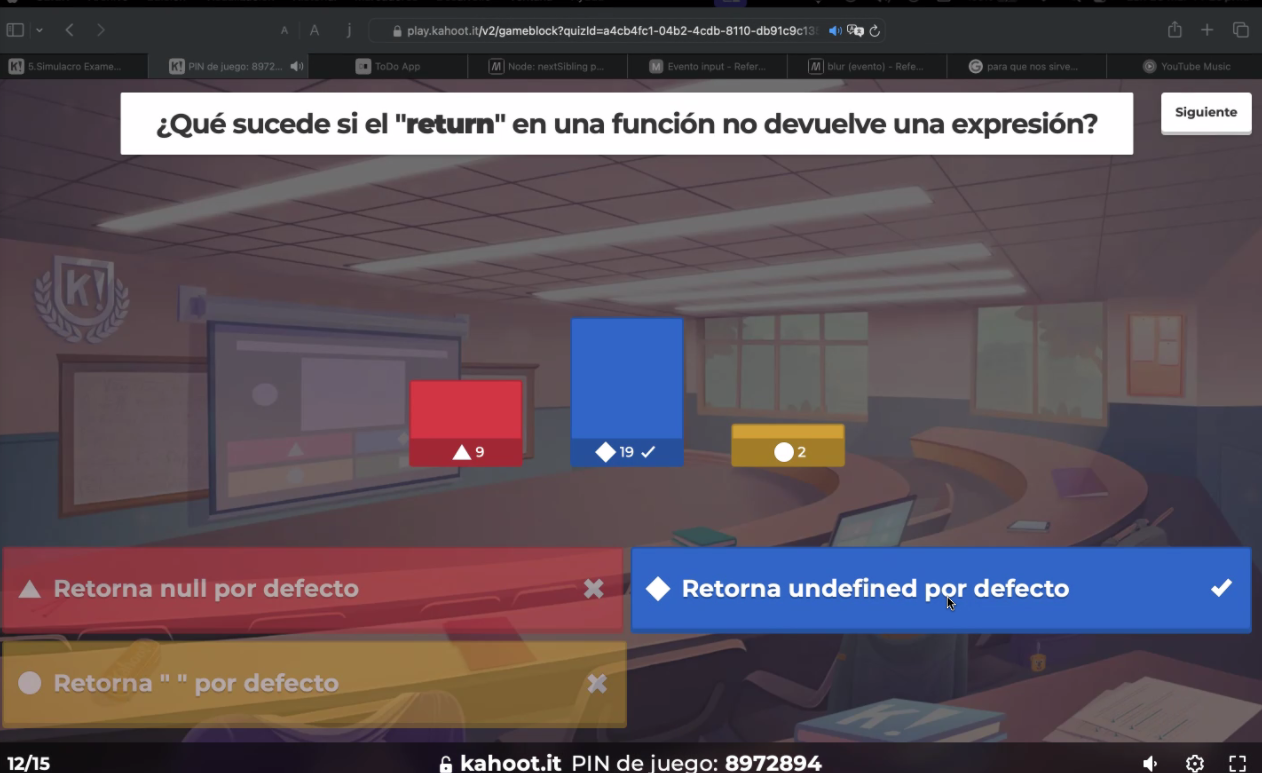 A A j play.kahoot.it/v2/gameblock?quizId=a4cb4fc1-04b2-4cdb-8110-db91c9c13
K! 5.Simulacro Exame... K! PIN de juego: 8972... ToDo App M Node: nextSibling p... M Evento input - Refer... M blur (evento) - Refe... G para que nos sirve... YouTube Music
¿Qué sucede si el "return" en una función no devuelve una expresión?
Siguiente
K!
9
19
2
Retorna null por defecto
Retorna undefined por defecto
Retorna " " por defecto
K!
12/15
kahoot.it PIN de juego: 8972894